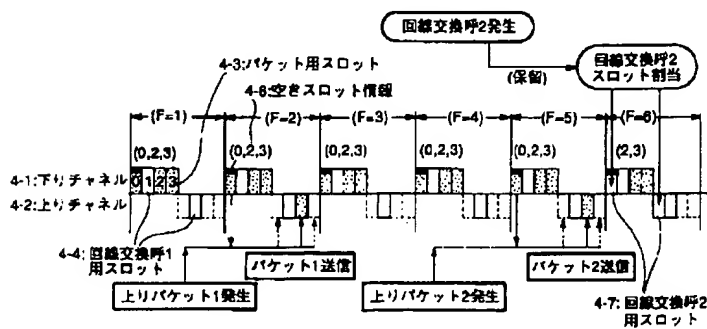 回線交換呼2発生
(保留)
回線交換呼2
スロット割当
4-3:パケット用スロット
4-6:空きスロット情報
(F=1)
(F=2)
(F=3)
(F=4)
(F=5)
(F=6)
(0,2,3)
(0,2,3)
(0,2,3)
(0,2,3)
(0,2,3)
(2,3)
4-1:下りチャネル
0 1 2 3
4-2:上りチャネル
4-4:回線交換呼1
用スロット
パケット1送信
上りパケット1発生
パケット2送信
上りパケット2発生
4-7:回線交換呼2
用スロット